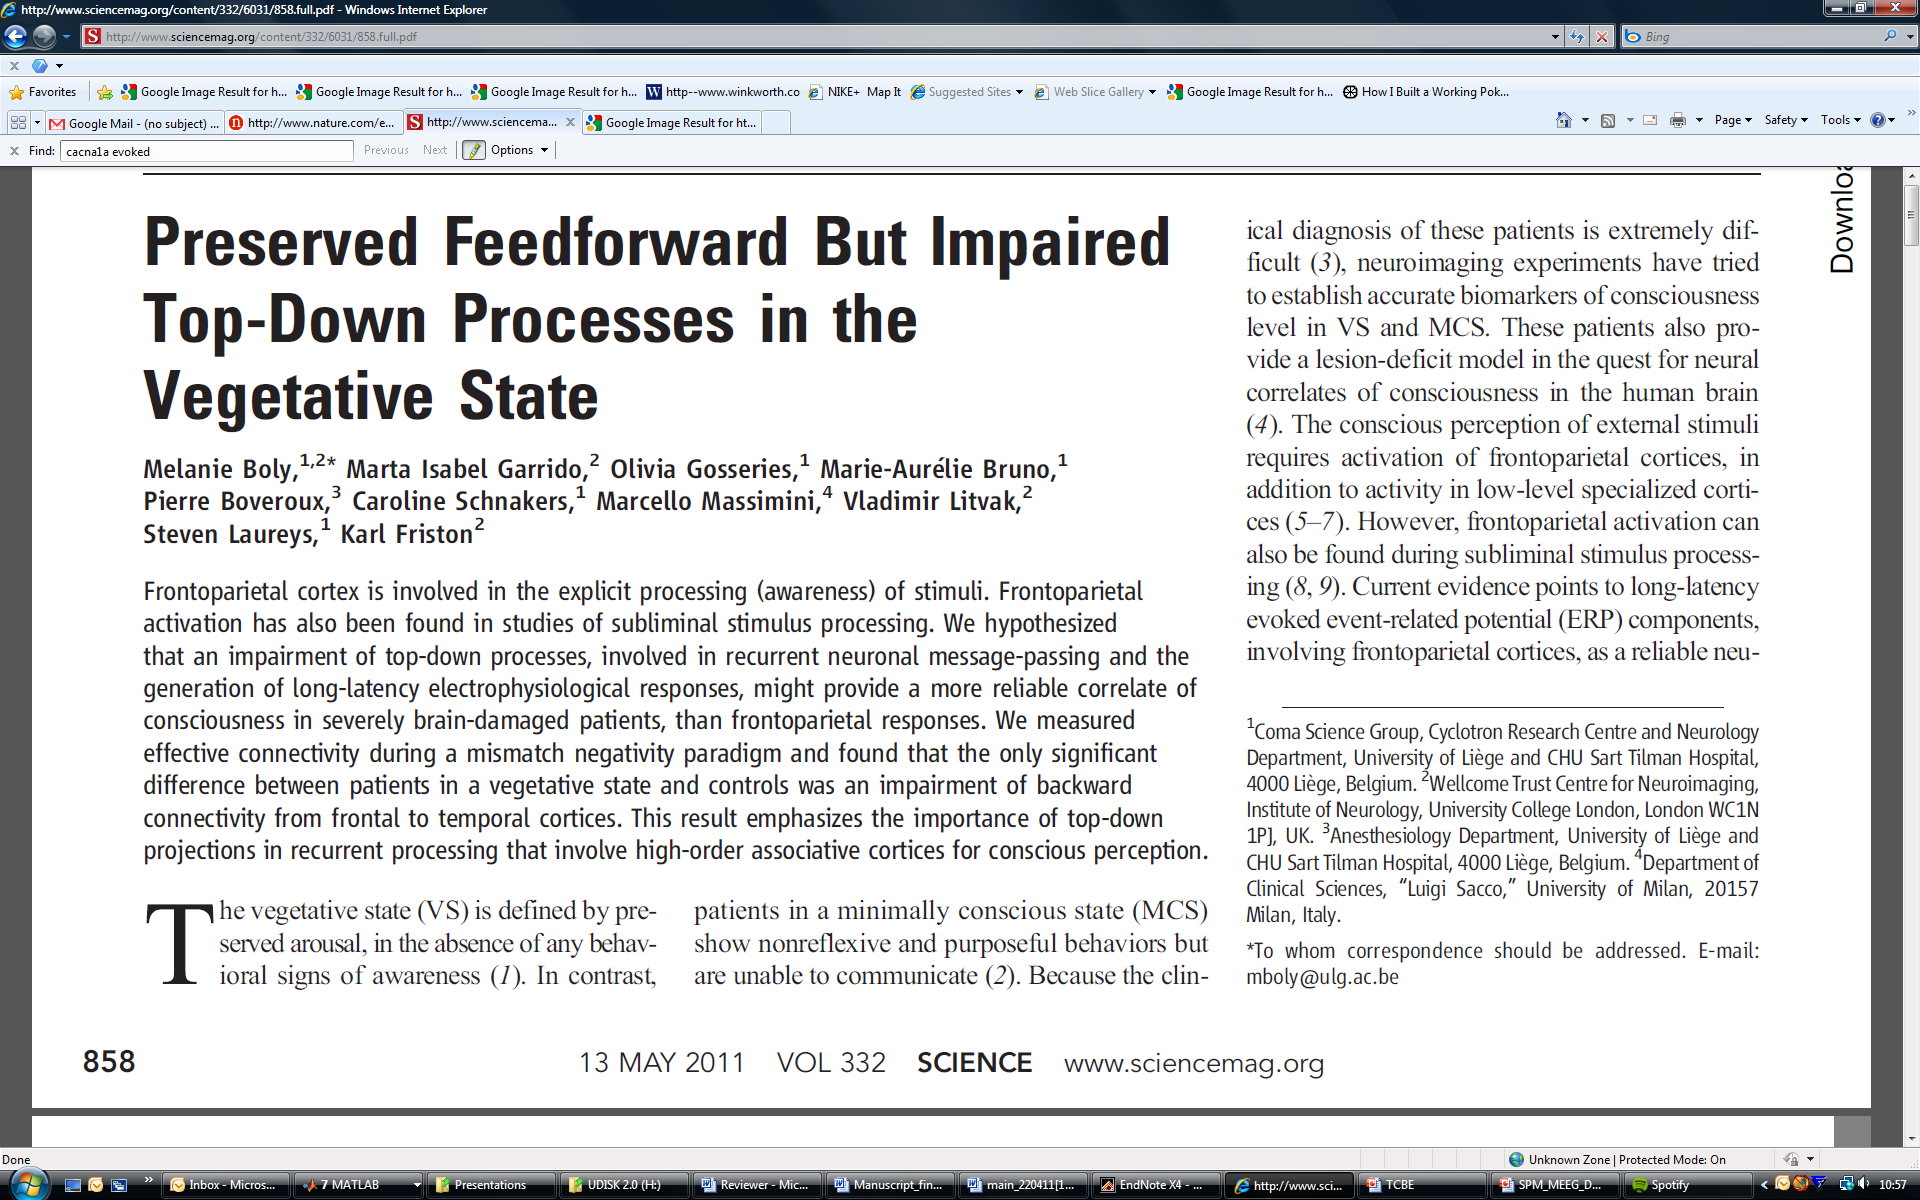 http://www.sciencemag.org/content/332/6031/858.full.pdf - Windows Internet Explorer
http://www.sciencemag.org/content/332/6031/858.full.pdf
Bing
Favorites
Google Image Result for h...
Google Image Result for h...
Google Image Result for h...
http--www.winkworth.co
NIKE+ Map It
Suggested Sites
Web Slice Gallery
Google Image Result for h...
How I Built a Working Pok...
Google Mail - (no subject) ...
http://www.nature.com/e...
http://www.sciencema...
Google Image Result for ht...
Page
Safety
Tools
Find:
cacna1a evoked
Previous
Next
Options
Downloa
Preserved Feedforward But Impaired
Top-Down Processes in the
Vegetative State
Melanie Boly,1,2* Marta Isabel Garrido,2 Olivia Gosseries,1 Marie-Aurélie Bruno,1
Pierre Boveroux,3 Caroline Schnakers,1 Marcello Massimini,4 Vladimir Litvak,2
Steven Laureys,1 Karl Friston2
Frontoparietal cortex is involved in the explicit processing (awareness) of stimuli. Frontoparietal
activation has also been found in studies of subliminal stimulus processing. We hypothesized
that an impairment of top-down processes, involved in recurrent neuronal message-passing and the
generation of long-latency electrophysiological responses, might provide a more reliable correlate of
consciousness in severely brain-damaged patients, than frontoparietal responses. We measured
effective connectivity during a mismatch negativity paradigm and found that the only significant
difference between patients in a vegetative state and controls was an impairment of backward
connectivity from frontal to temporal cortices. This result emphasizes the importance of top-down
projections in recurrent processing that involve high-order associative cortices for conscious perception.
The vegetative state (VS) is defined by pre-
served arousal, in the absence of any behav-
ioral signs of awareness (1). In contrast,
patients in a minimally conscious state (MCS)
show nonreflexive and purposeful behaviors but
are unable to communicate (2). Because the clin-
ical diagnosis of these patients is extremely dif-
ficult (3), neuroimaging experiments have tried
to establish accurate biomarkers of consciousness
level in VS and MCS. These patients also pro-
vide a lesion-deficit model in the quest for neural
correlates of consciousness in the human brain
(4). The conscious perception of external stimuli
requires activation of frontoparietal cortices, in
addition to activity in low-level specialized corti-
ces (5–7). However, frontoparietal activation can
also be found during subliminal stimulus process-
ing (8, 9). Current evidence points to long-latency
evoked event-related potential (ERP) components,
involving frontoparietal cortices, as a reliable neu-
1Coma Science Group, Cyclotron Research Centre and Neurology
Department, University of Liège and CHU Sart Tilman Hospital,
4000 Liège, Belgium. 2Wellcome Trust Centre for Neuroimaging,
Institute of Neurology, University College London, London WC1N
1PJ, UK. 3Anesthesiology Department, University of Liège and
CHU Sart Tilman Hospital, 4000 Liège, Belgium. 4Department of
Clinical Sciences, “Luigi Sacco,” University of Milan, 20157
Milan, Italy.
*To whom correspondence should be addressed. E-mail:
mboly@ulg.ac.be
858
13 MAY 2011 VOL 332 SCIENCE www.sciencemag.org
Done
Unknown Zone | Protected Mode: On
Inbox - Micros...
7 MATLAB
Presentations
UDISK 2.0 (H:)
Reviewer - Mic...
Manuscript_fin...
main_220411[1...
EndNote X4 - ...
http://www.sci...
TCBE
SPM_MEEG_D...
Spotify
10:57